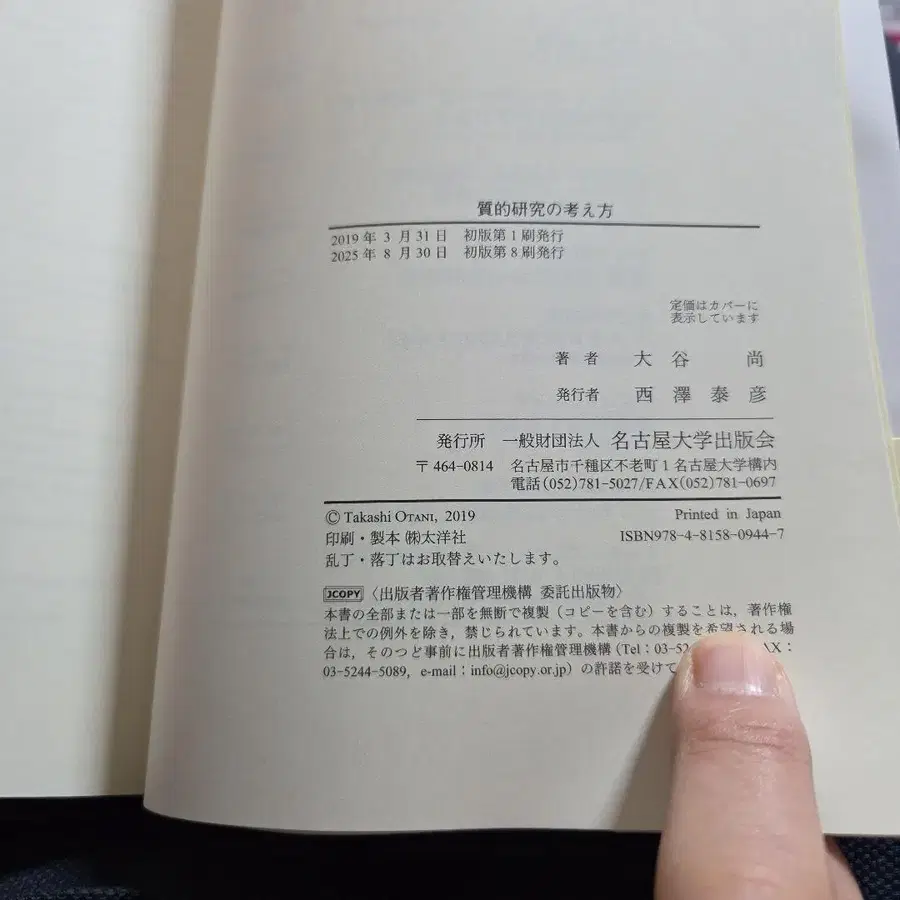 質的研究の考え方
2019年3月31日 初版第1刷発行
2025年8月30日 初版第8刷発行
定価はカバーに
表示しています
著者 大谷 尚
発行者 西澤泰彦
発行所 一般財団法人 名古屋大学出版会
〒464-0814 名古屋市千種区不老町1名古屋大学構内
電話(052)781-5027/FAX(052)781-0697
© Takashi OTANI, 2019 Printed in Japan
印刷・製本 ㈱太洋社 ISBN978-4-8158-0944-7
乱丁・落丁はお取替えいたします。
JCOPY 〈出版者著作権管理機構 委託出版物〉
本書の全部または一部を無断で複製（コピーを含む）することは，著作権
法上での例外を除き，禁じられています。本書からの複製を希望される場
合は，そのつど事前に出版者著作権管理機構（Tel：03-52 AX：
03-5244-5089，e-mail：info@jcopy.or.jp）の許諾を受けて